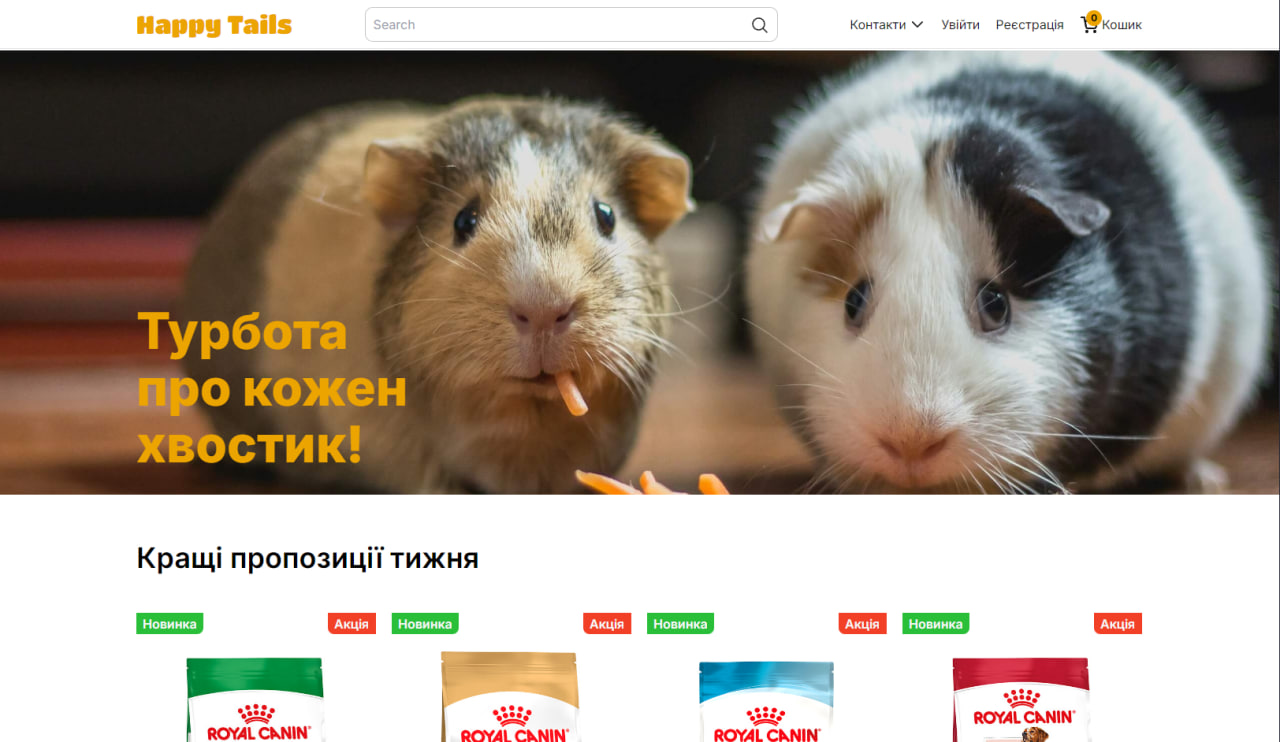 Happy Tails
Search
Контакти
Увійти
Реєстрація
0
Кошик
Турбота
про кожен
хвостик!
Кращі пропозиції тижня
Новинка
Акція
Новинка
Акція
Новинка
Акція
Новинка
Акція
ROYAL CANIN
ROYAL CANIN
ROYAL CANIN
ROYAL CANIN